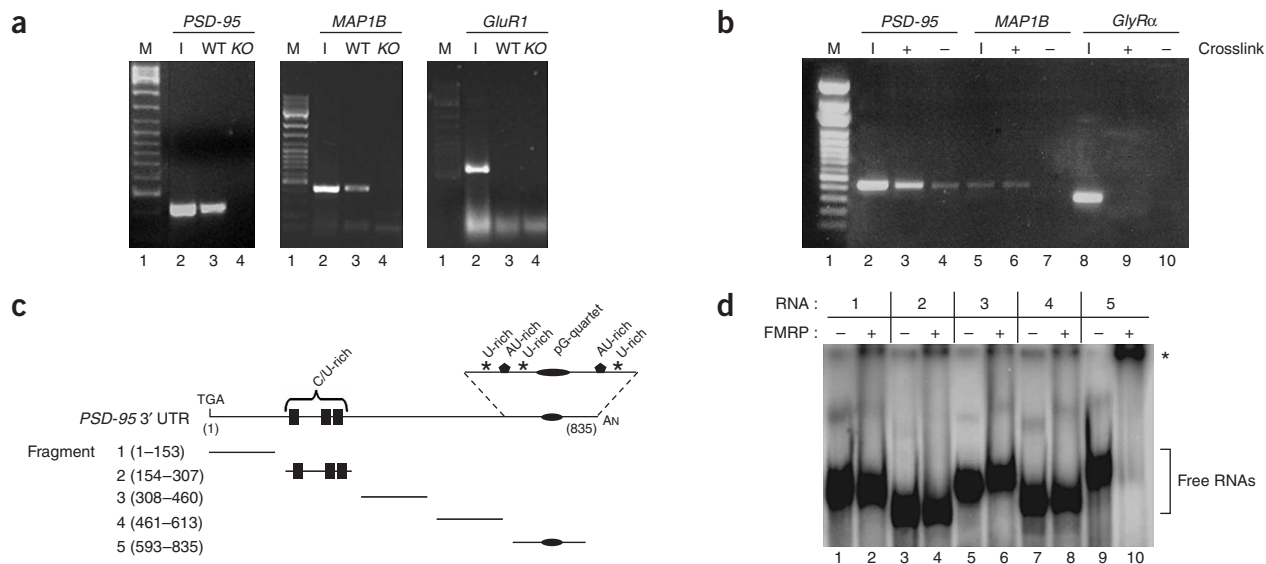 a
PSD-95 MAP1B GluR1
M I WT KO M I WT KO M I WT KO
1 2 3 4 1 2 3 4 1 2 3 4
b
PSD-95 MAP1B GlyRα
M I + – I + – I + – Crosslink
1 2 3 4 5 6 7 8 9 10
c
U-rich AU-rich U-rich pG-quartet AU-rich U-rich
* * *
C/U-rich
TGA
PSD-95 3′ UTR (1) (835) AN
Fragment 1 (1–153)
2 (154–307)
3 (308–460)
4 (461–613)
5 (593–835)
d
RNA : 1 2 3 4 5
FMRP : – + – + – + – + – +
*
Free RNAs
1 2 3 4 5 6 7 8 9 10